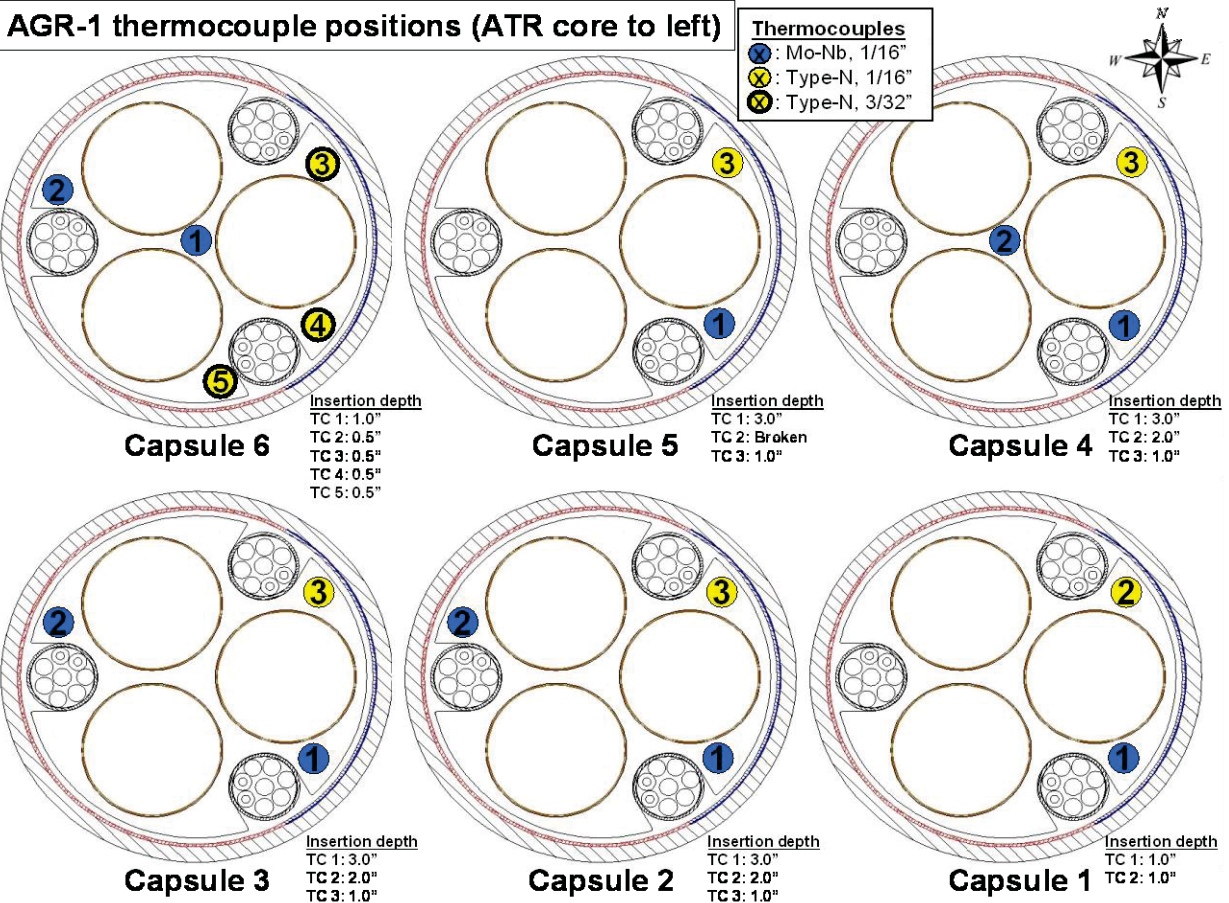 AGR-1 thermocouple positions (ATR core to left)
Thermocouples
X : Mo-Nb, 1/16”
X : Type-N, 1/16”
X : Type-N, 3/32”
N
W E
S
3
2
1
4
5
Insertion depth
TC 1: 1.0”
TC 2: 0.5”
TC 3: 0.5”
TC 4: 0.5”
TC 5: 0.5”
Capsule 6
3
1
Insertion depth
TC 1: 3.0”
TC 2: Broken
TC 3: 1.0”
Capsule 5
3
2
1
Insertion depth
TC 1: 3.0”
TC 2: 2.0”
TC 3: 1.0”
Capsule 4
3
2
1
Insertion depth
TC 1: 3.0”
TC 2: 2.0”
TC 3: 1.0”
Capsule 3
3
2
1
Insertion depth
TC 1: 3.0”
TC 2: 2.0”
TC 3: 1.0”
Capsule 2
2
1
Insertion depth
TC 1: 1.0”
TC 2: 1.0”
Capsule 1